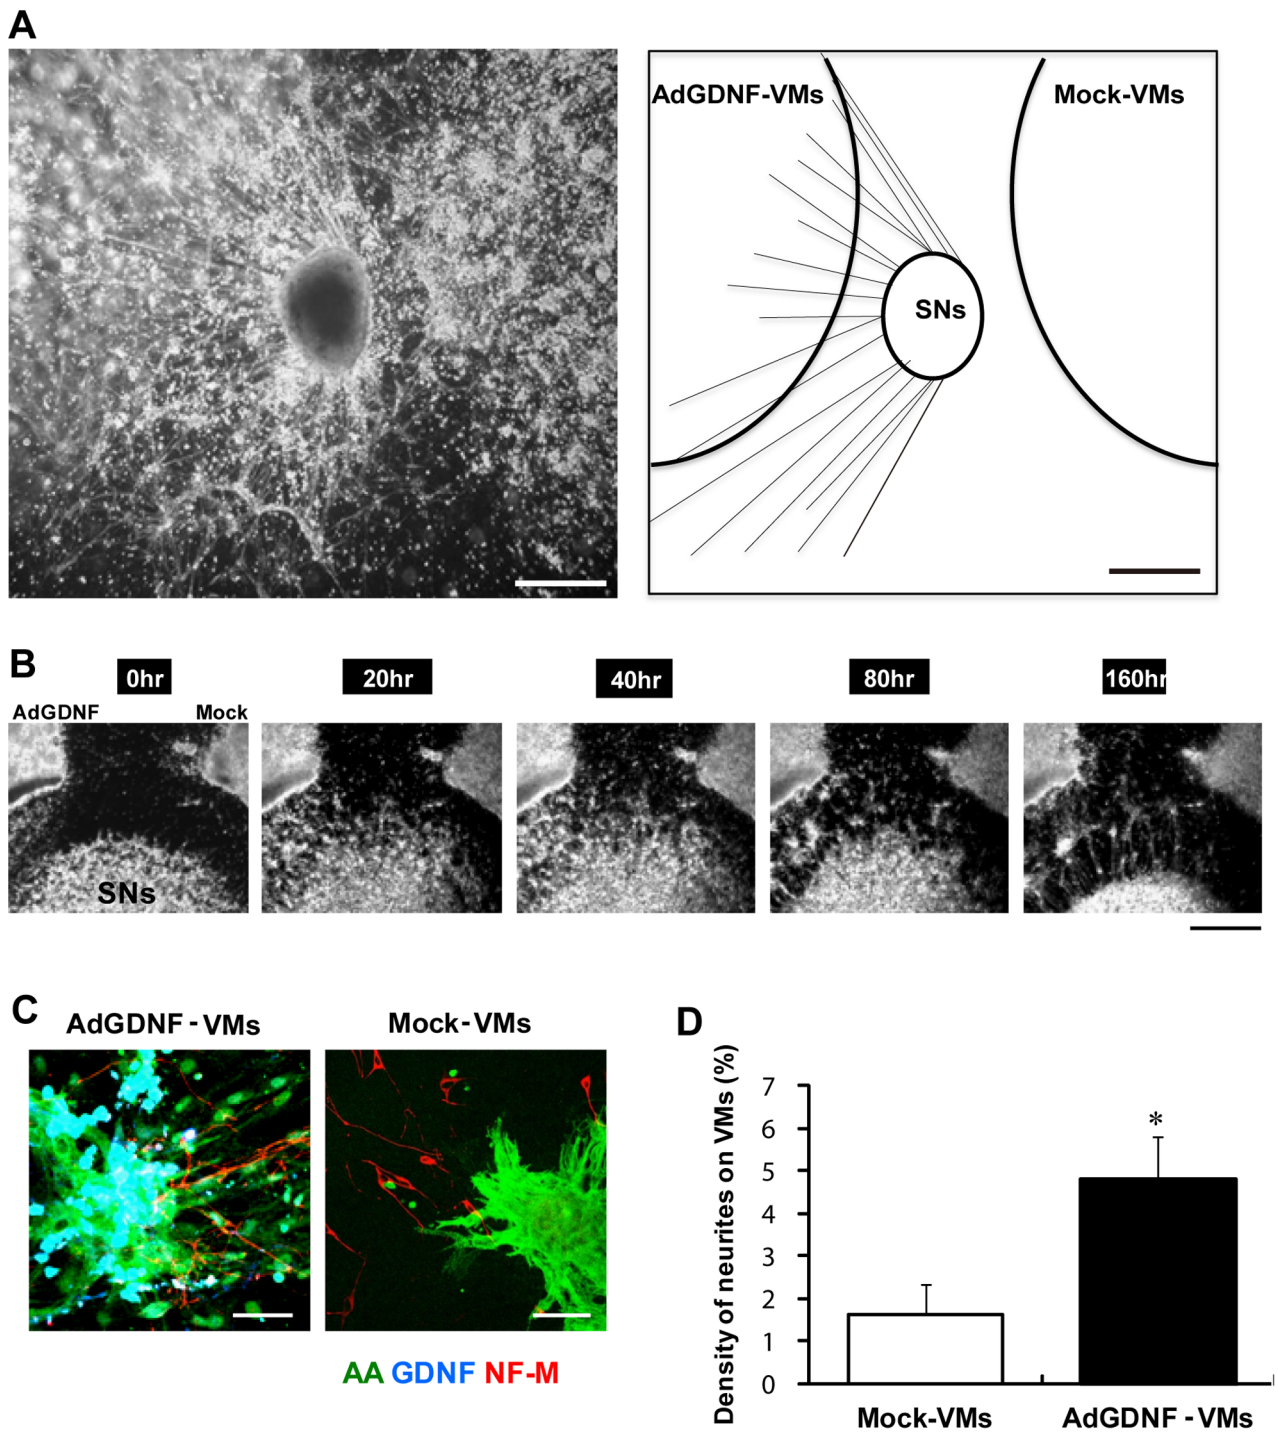 A
AdGDNF-VMs
Mock-VMs
SNs
B
0hr
20hr
40hr
80hr
160hr
AdGDNF
Mock
SNs
C
AdGDNF - VMs
Mock-VMs
AA GDNF NF-M
D
Density of neurites on VMs (%)
7
6
5
4
3
2
1
0
*
Mock-VMs
AdGDNF - VMs